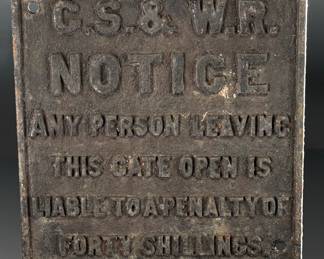 G.S.& W.R.
NOTICE
ANY PERSON LEAVING
THIS GATE OPEN IS
LIABLE TO A PENALTY OF
FORTY SHILLINGS.